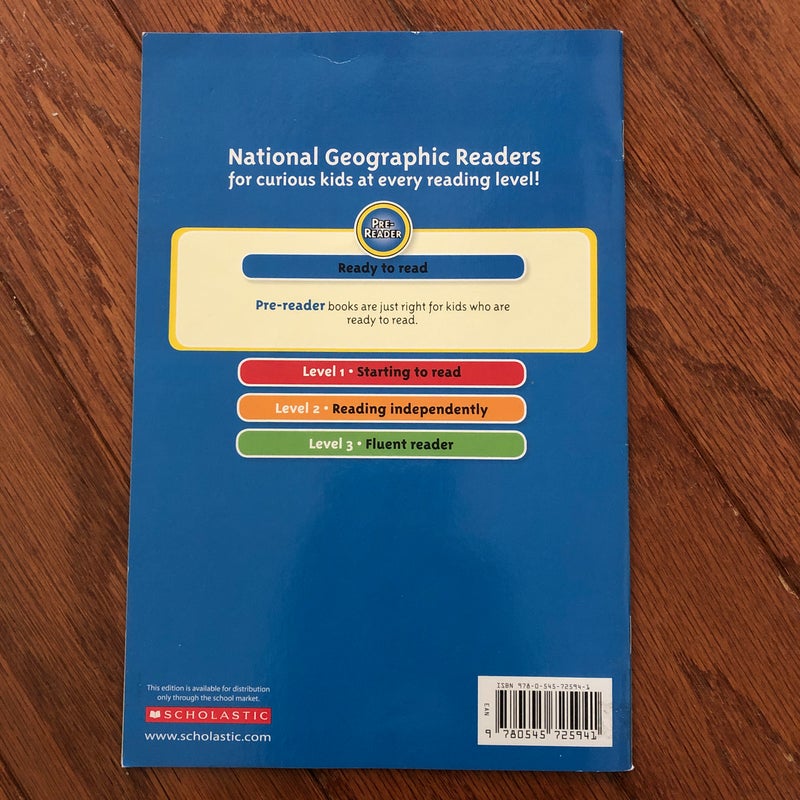 National Geographic Readers
for curious kids at every reading level!
PRE-
READER
Ready to read
Pre-reader books are just right for kids who are
ready to read.
Level 1 • Starting to read
Level 2 • Reading independently
Level 3 • Fluent reader
This edition is available for distribution
only through the school market.
SCHOLASTIC
www.scholastic.com
ISBN 978-0-545-72594-1
EAN
9 780545 725941